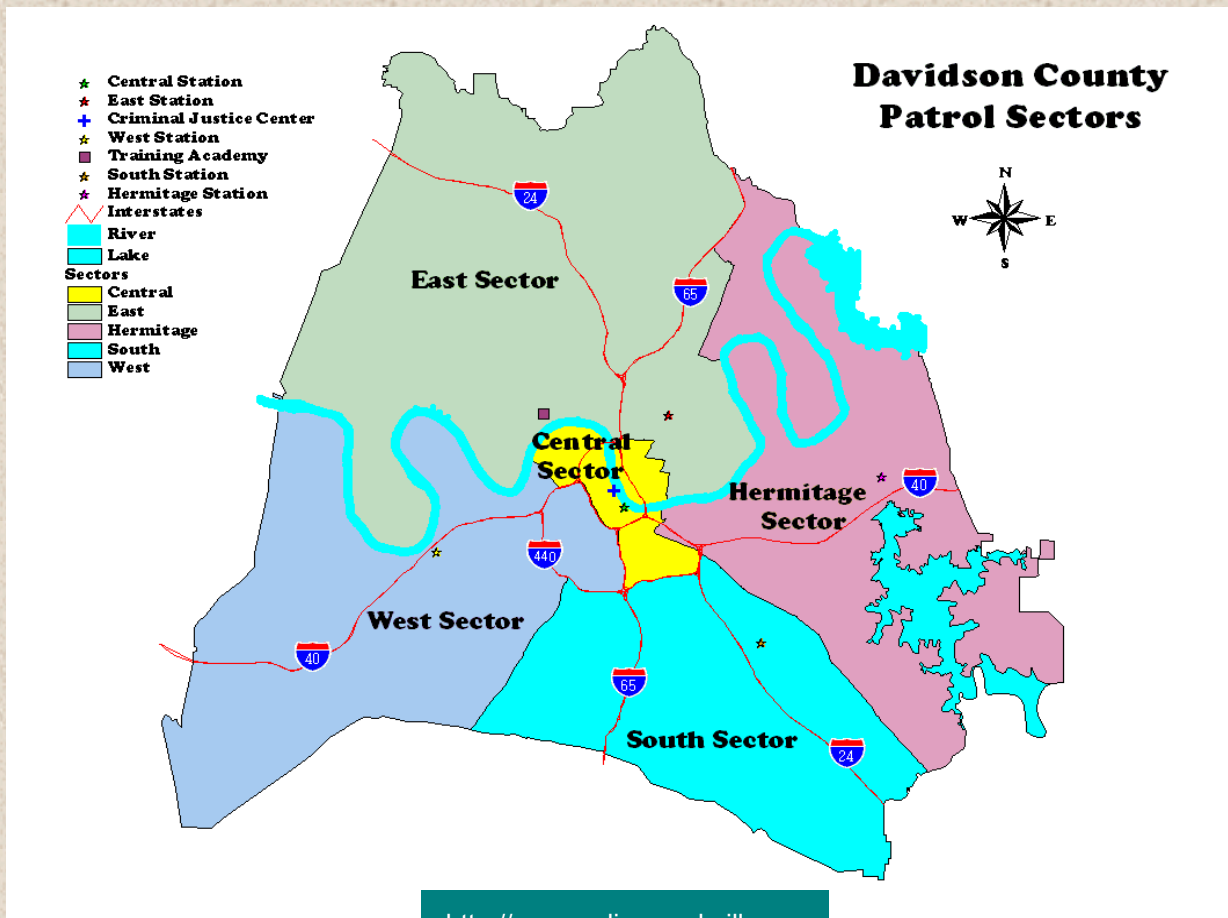 Davidson County
Patrol Sectors
Central Station
East Station
Criminal Justice Center
West Station
Training Academy
South Station
Hermitage Station
Interstates
River
Lake
Sectors
Central
East
Hermitage
South
West
N
W
E
S
24
East Sector
65
Central
Sector
Hermitage
Sector
40
440
West Sector
40
65
South Sector
24